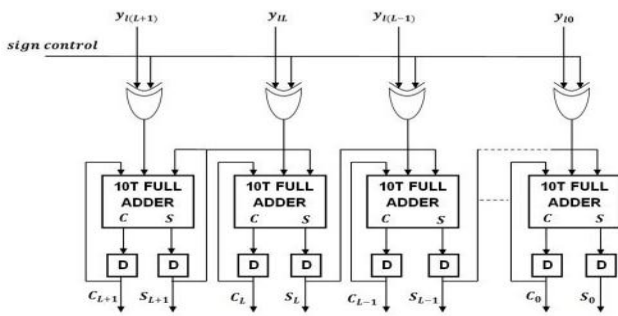 y_{l(L+1)} y_{lL} y_{l(L−1)} y_{l0}
sign control
10T FULL ADDER C S
10T FULL ADDER C S
10T FULL ADDER C S
10T FULL ADDER C S
D D D D D D D D
C_{L+1} S_{L+1} C_L S_L C_{L−1} S_{L−1} C_0 S_0